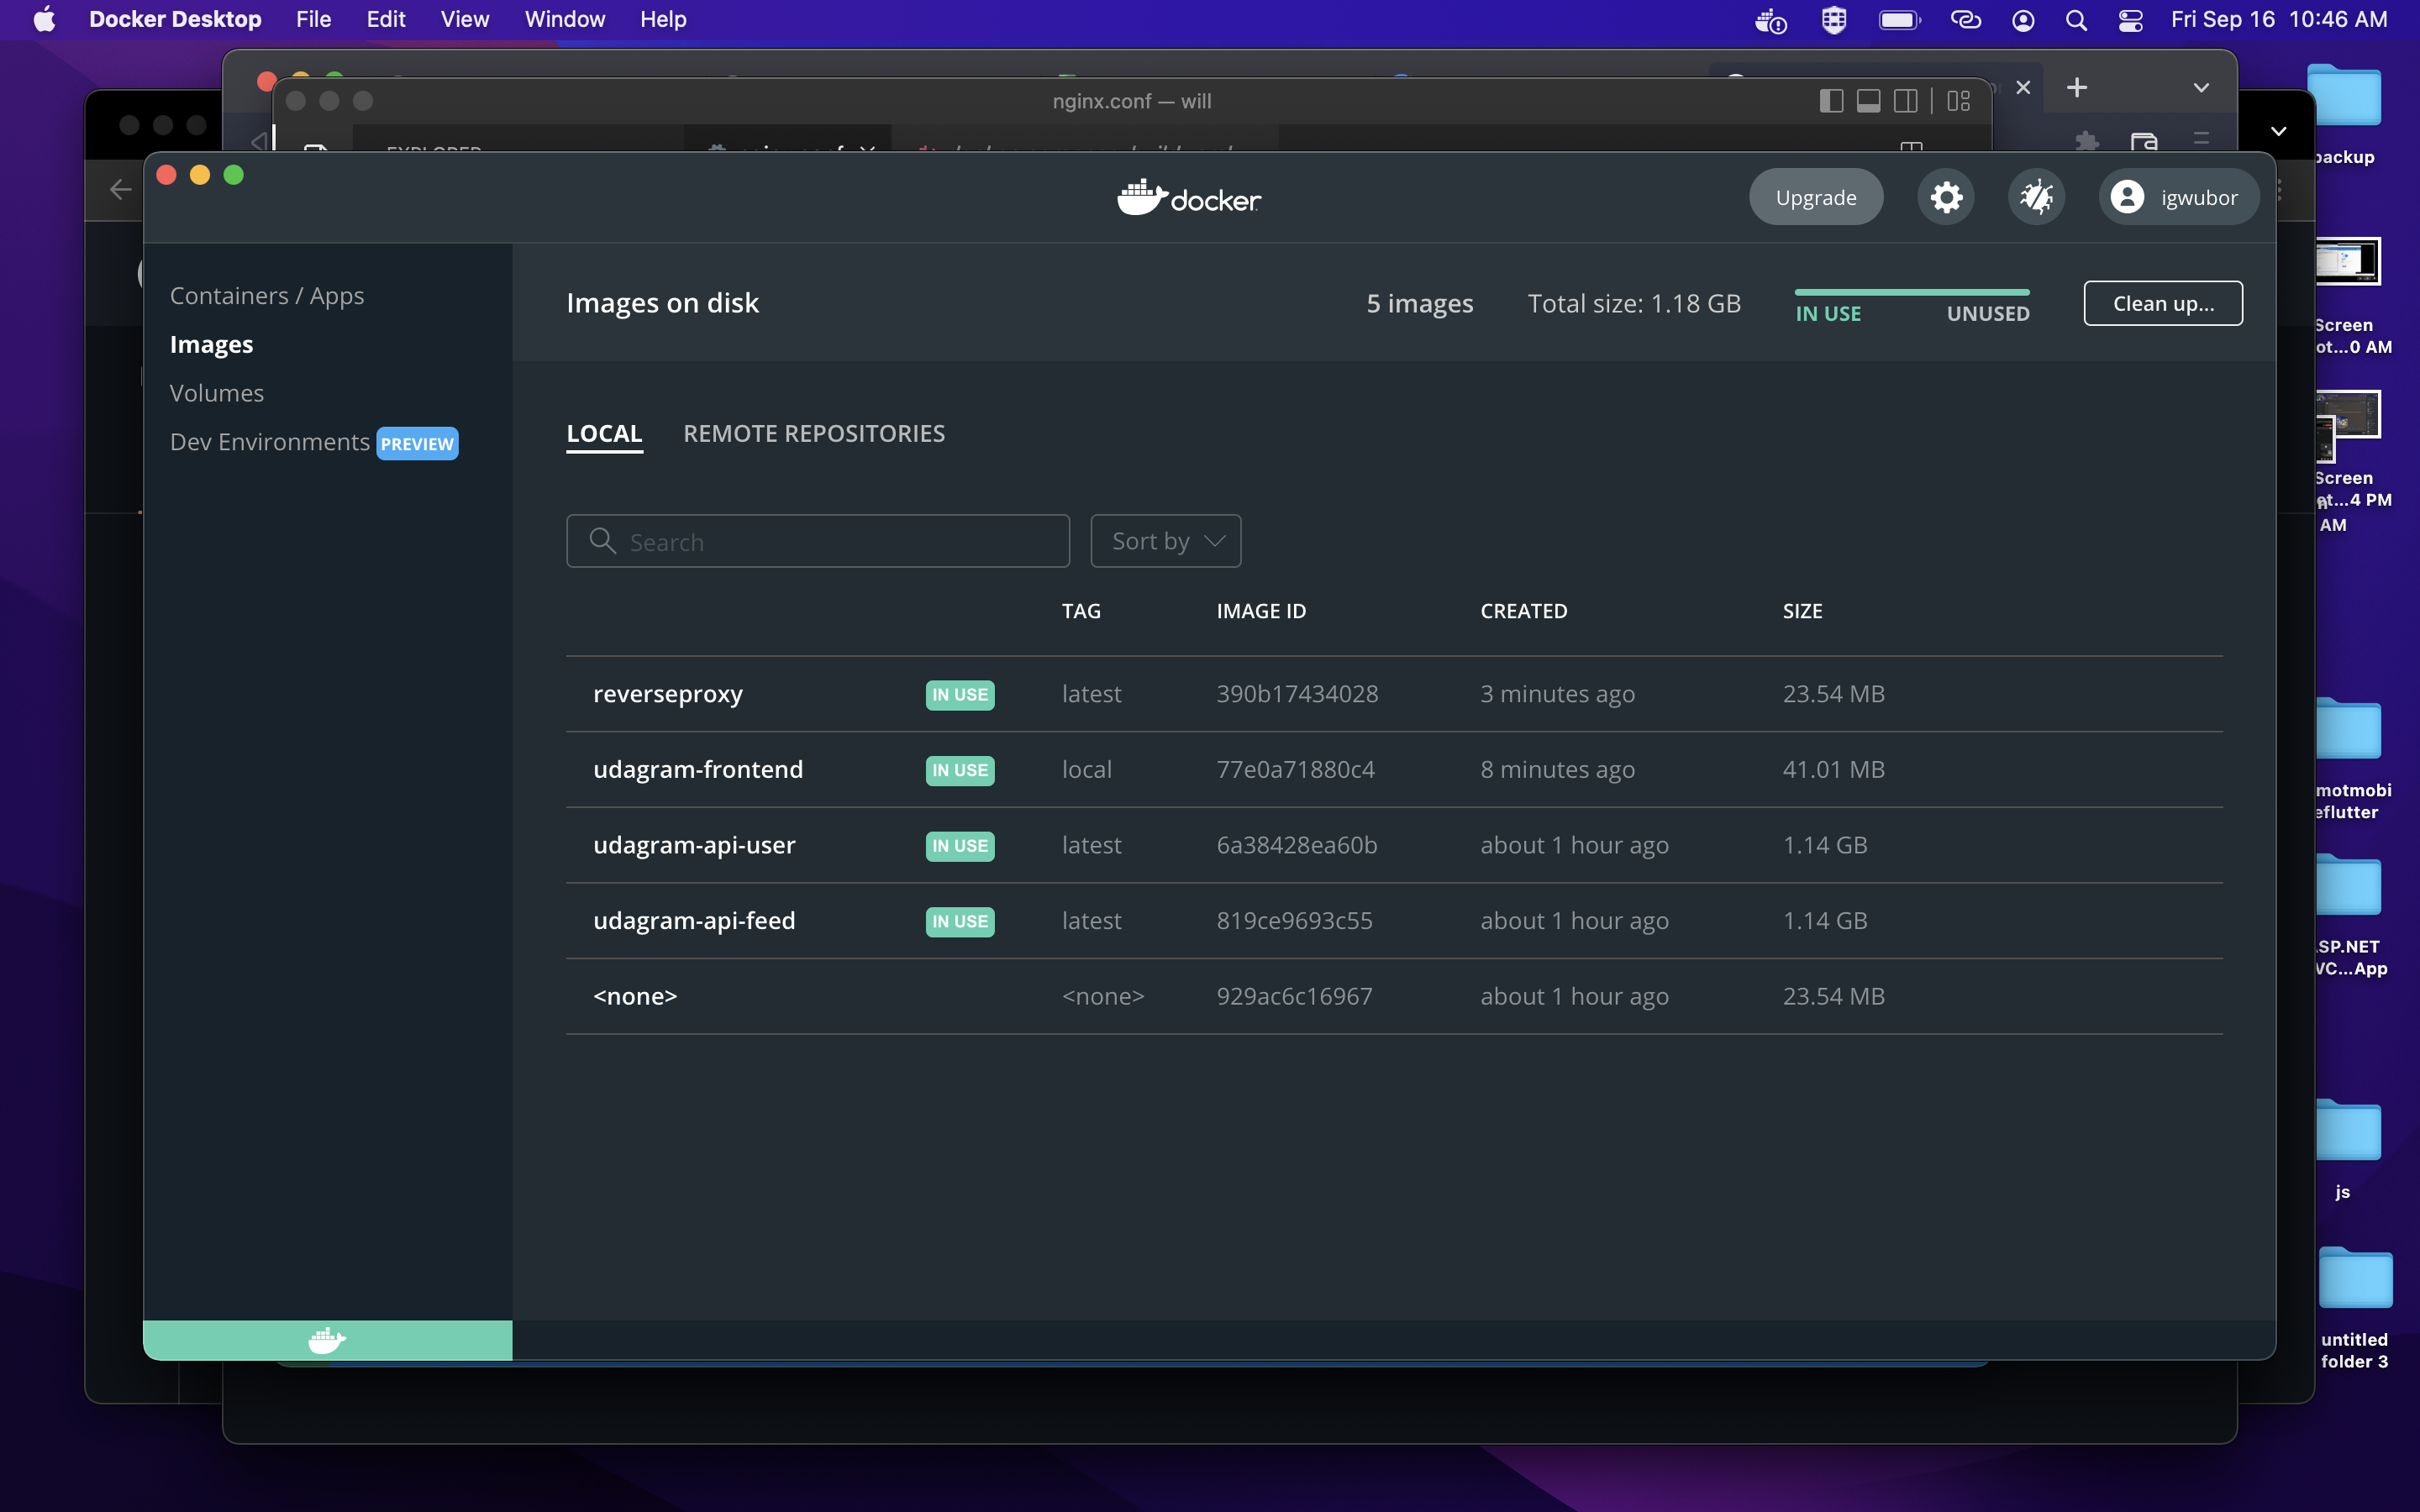 Docker Desktop File Edit View Window Help Fri Sep 16 10:46 AM
nginx.conf — will
docker
Upgrade
igwubor
Containers / Apps
Images
Volumes
Dev Environments PREVIEW
Images on disk
5 images
Total size: 1.18 GB
IN USE UNUSED
Clean up...
LOCAL REMOTE REPOSITORIES
Search
Sort by
TAG IMAGE ID CREATED SIZE
reverseproxy IN USE latest 390b17434028 3 minutes ago 23.54 MB
udagram-frontend IN USE local 77e0a71880c4 8 minutes ago 41.01 MB
udagram-api-user IN USE latest 6a38428ea60b about 1 hour ago 1.14 GB
udagram-api-feed IN USE latest 819ce9693c55 about 1 hour ago 1.14 GB
<none> <none> 929ac6c16967 about 1 hour ago 23.54 MB
backup
Screen
ot...0 AM
Screen
...4 PM
AM
motmobi
eflutter
SP.NET
VC...App
js
untitled
folder 3